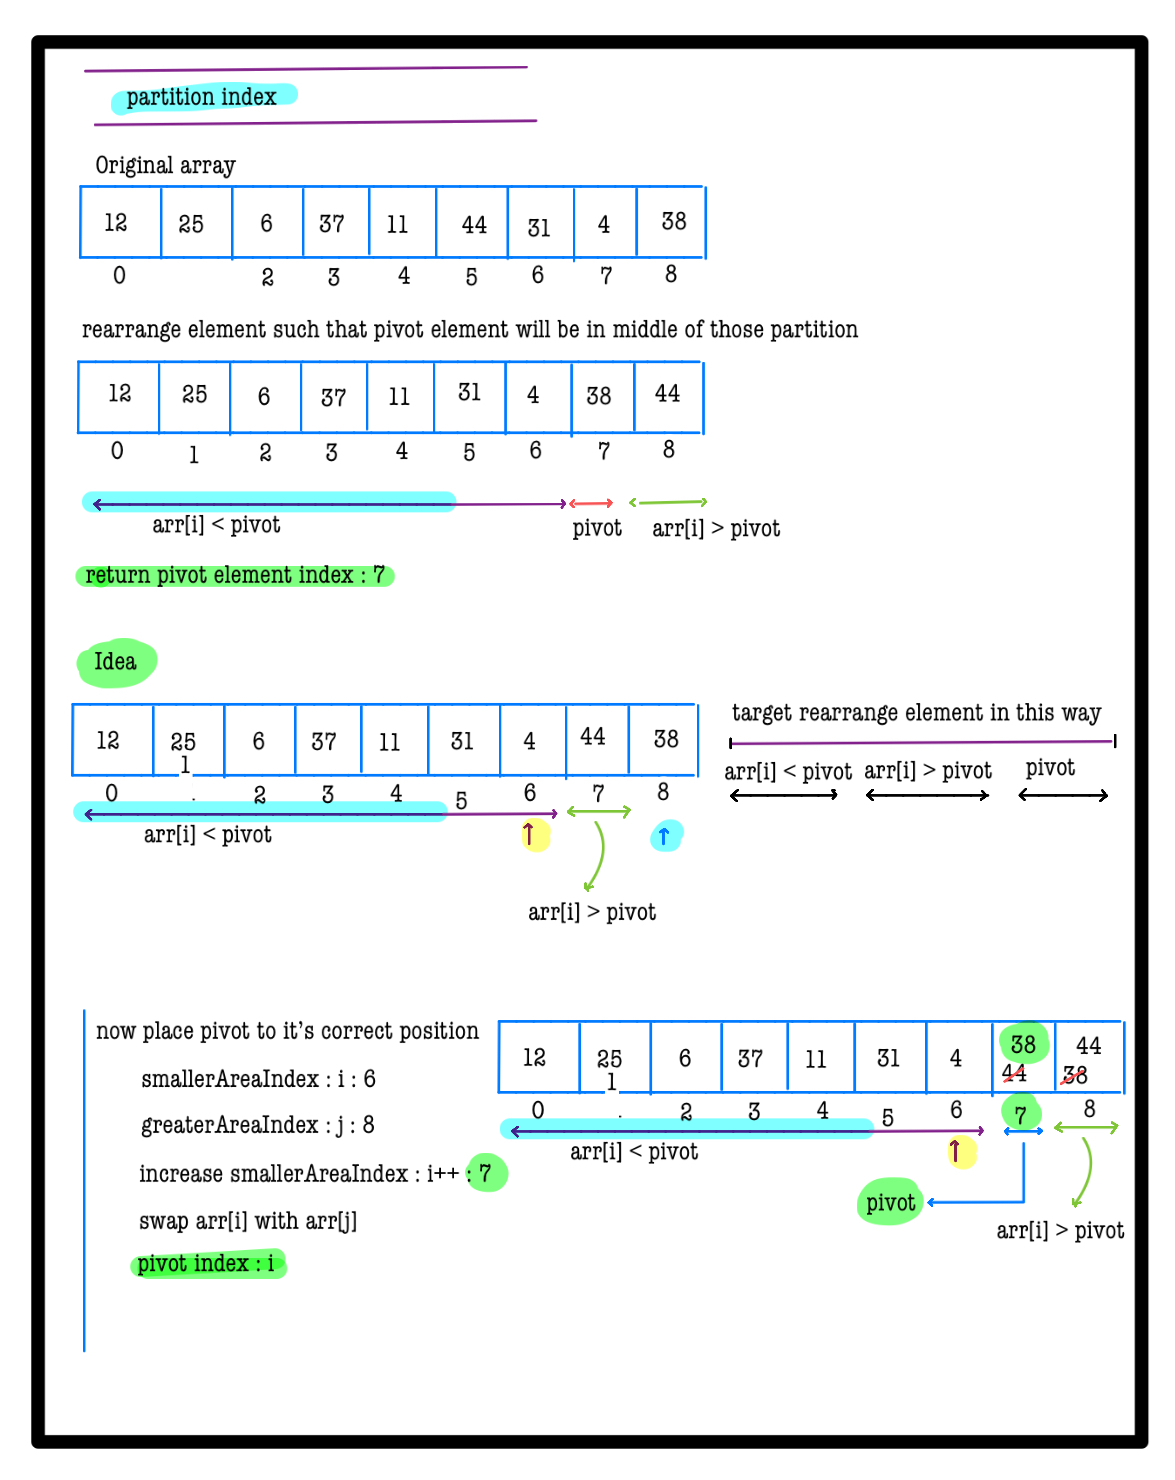 partition index
Original array
12 25 6 37 11 44 31 4 38
0 2 3 4 5 6 7 8
rearrange element such that pivot element will be in middle of those partition
12 25 6 37 11 31 4 38 44
0 1 2 3 4 5 6 7 8
arr[i] < pivot pivot arr[i] > pivot
return pivot element index : 7
Idea
target rearrange element in this way
arr[i] < pivot arr[i] > pivot pivot
12 25 6 37 11 31 4 44 38
1
0 . 2 3 4 5 6 7 8
arr[i] < pivot
arr[i] > pivot
now place pivot to it's correct position
smallerAreaIndex : i : 6
greaterAreaIndex : j : 8
increase smallerAreaIndex : i++ : 7
swap arr[i] with arr[j]
pivot index : i
12 25 6 37 11 31 4 38 44
1 44 38
0 . 2 3 4 5 6 7 8
arr[i] < pivot
pivot
arr[i] > pivot